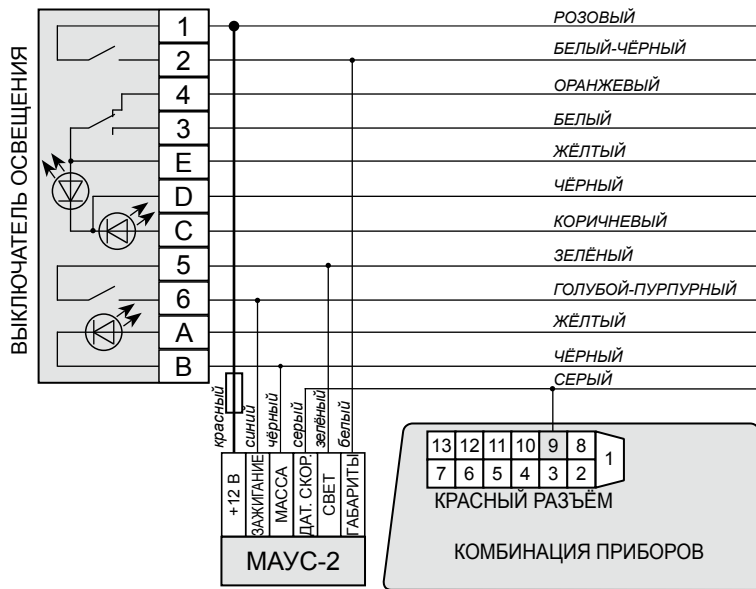 ВЫКЛЮЧАТЕЛЬ ОСВЕЩЕНИЯ
1 РОЗОВЫЙ
2 БЕЛЫЙ-ЧЁРНЫЙ
4 ОРАНЖЕВЫЙ
3 БЕЛЫЙ
E ЖЁЛТЫЙ
D ЧЁРНЫЙ
C КОРИЧНЕВЫЙ
5 ЗЕЛЁНЫЙ
6 ГОЛУБОЙ-ПУРПУРНЫЙ
A ЖЁЛТЫЙ
B ЧЁРНЫЙ
СЕРЫЙ
красный
синий
чёрный
серый
зелёный
белый
+12 В
ЗАЖИГАНИЕ
МАССА
ДАТ. СКОР.
СВЕТ
ГАБАРИТЫ
МАУС-2
13 12 11 10 9 8
7 6 5 4 3 2
1
КРАСНЫЙ РАЗЪЁМ
КОМБИНАЦИЯ ПРИБОРОВ